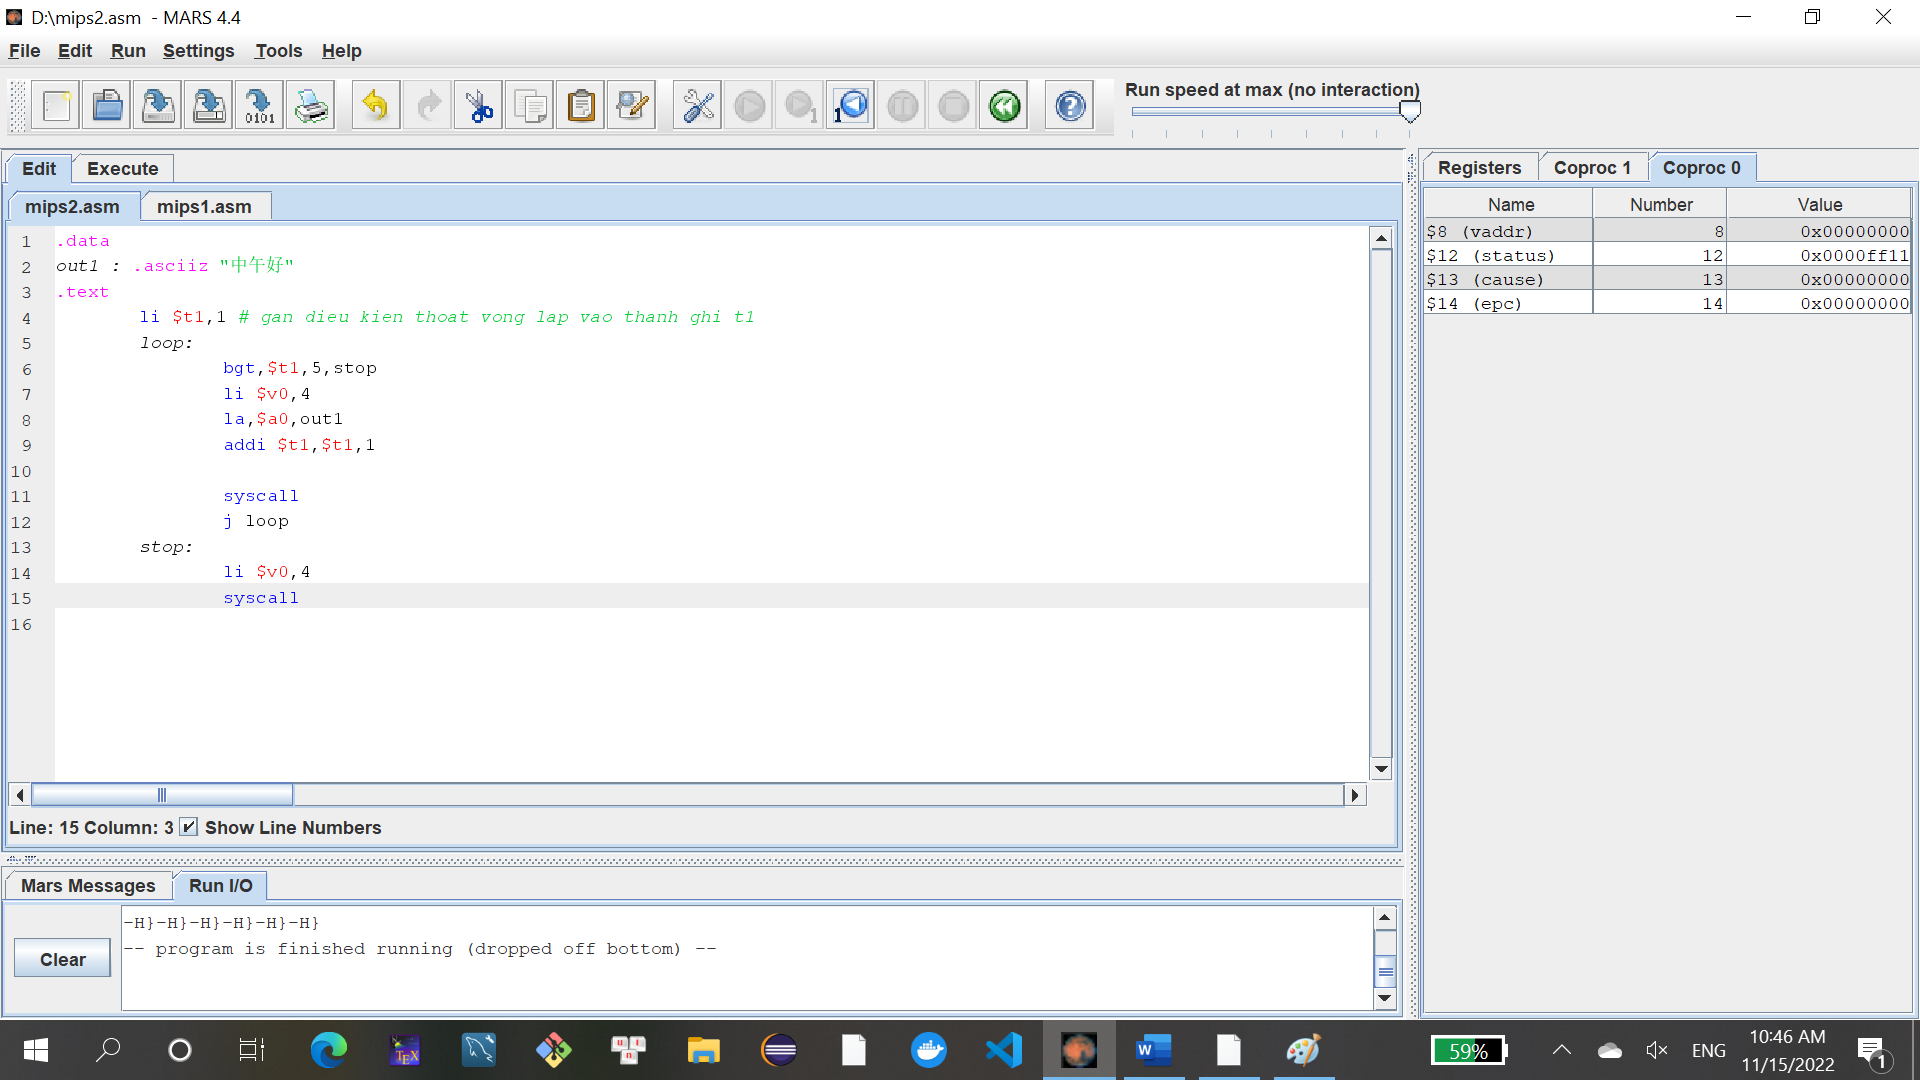 D:\mips2.asm - MARS 4.4
File Edit Run Settings Tools Help
Run speed at max (no interaction)
Edit Execute
mips2.asm mips1.asm
1 .data
2 out1 : .asciiz "中午好"
3 .text
4 li $t1,1 # gan dieu kien thoat vong lap vao thanh ghi t1
5 loop:
6 bgt,$t1,5,stop
7 li $v0,4
8 la,$a0,out1
9 addi $t1,$t1,1
10
11 syscall
12 j loop
13 stop:
14 li $v0,4
15 syscall
16
Line: 15 Column: 3 Show Line Numbers
Mars Messages Run I/O
Clear
-H}-H}-H}-H}-H}-H}
-- program is finished running (dropped off bottom) --
Registers Coproc 1 Coproc 0
Name Number Value
$8 (vaddr) 8 0x00000000
$12 (status) 12 0x0000ff11
$13 (cause) 13 0x00000000
$14 (epc) 14 0x00000000
59%
ENG
10:46 AM
11/15/2022
1